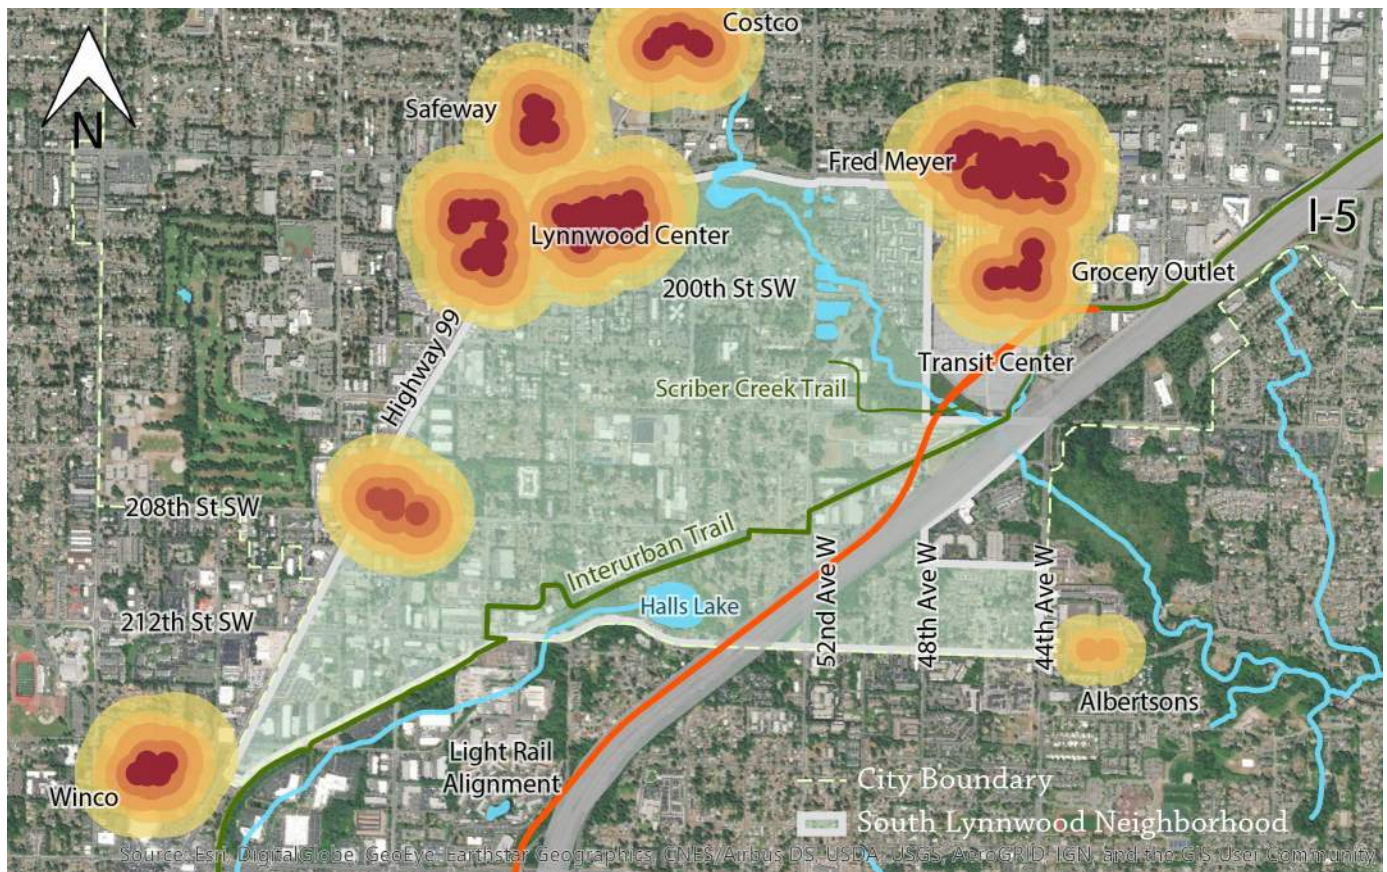 Costco
Safeway
N
Fred Meyer
I-5
Lynnwood Center
Grocery Outlet
200th St SW
Highway 99
Transit Center
Scriber Creek Trail
208th St SW
Interurban Trail
Halls Lake
212th St SW
52nd Ave W
48th Ave W
44th Ave W
Albertsons
Light Rail
Alignment
Winco
City Boundary
South Lynnwood Neighborhood
Source: Esri, DigitalGlobe, GeoEye, Earthstar Geographics, CNES/Airbus DS, USDA, USGS, AeroGRID, IGN, and the GIS User Community